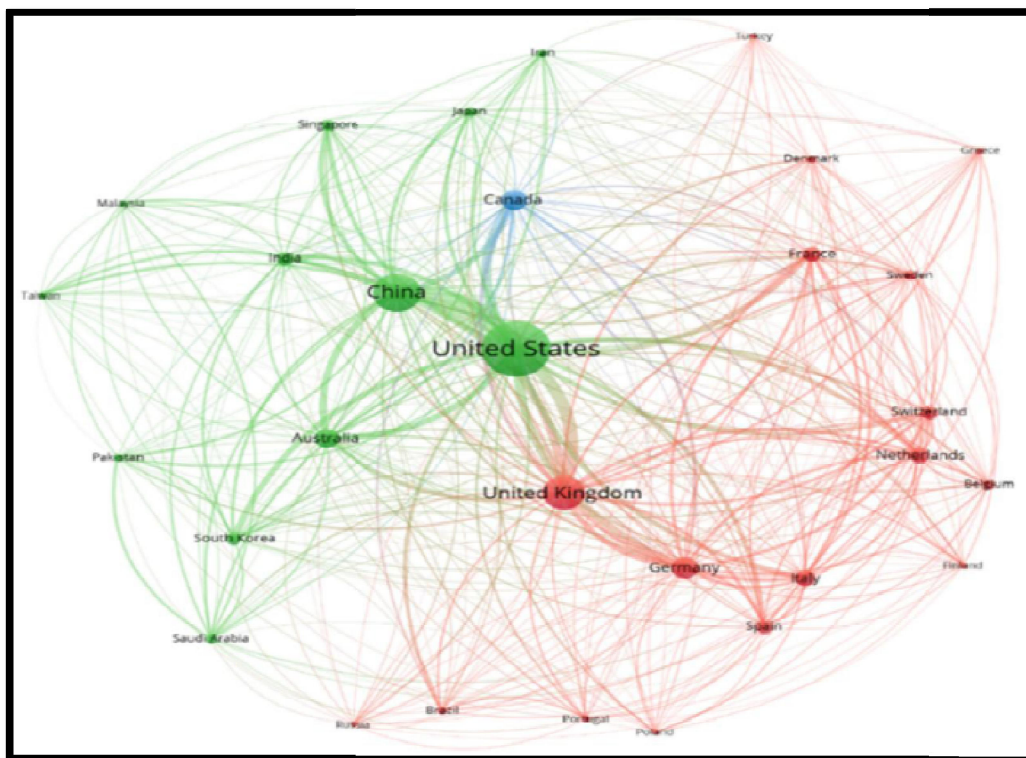 Turkey
Iran
Japan
Singapore
Denmark
Greece
Canada
Malaysia
France
India
Sweden
China
Taiwan
United States
Switzerland
Australia
Netherlands
Pakistan
Belgium
United Kingdom
South Korea
Germany
Finland
Italy
Spain
Saudi Arabia
Brazil
Portugal
Russia
Poland